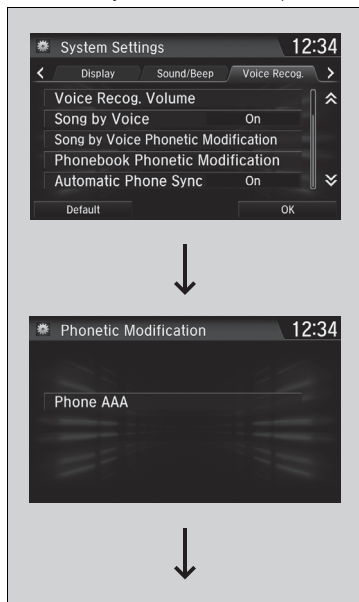 System Settings 12:34
Display Sound/Beep Voice Recog.
Voice Recog. Volume
Song by Voice On
Song by Voice Phonetic Modification
Phonebook Phonetic Modification
Automatic Phone Sync On
Default OK
Phonetic Modification 12:34
Phone AAA